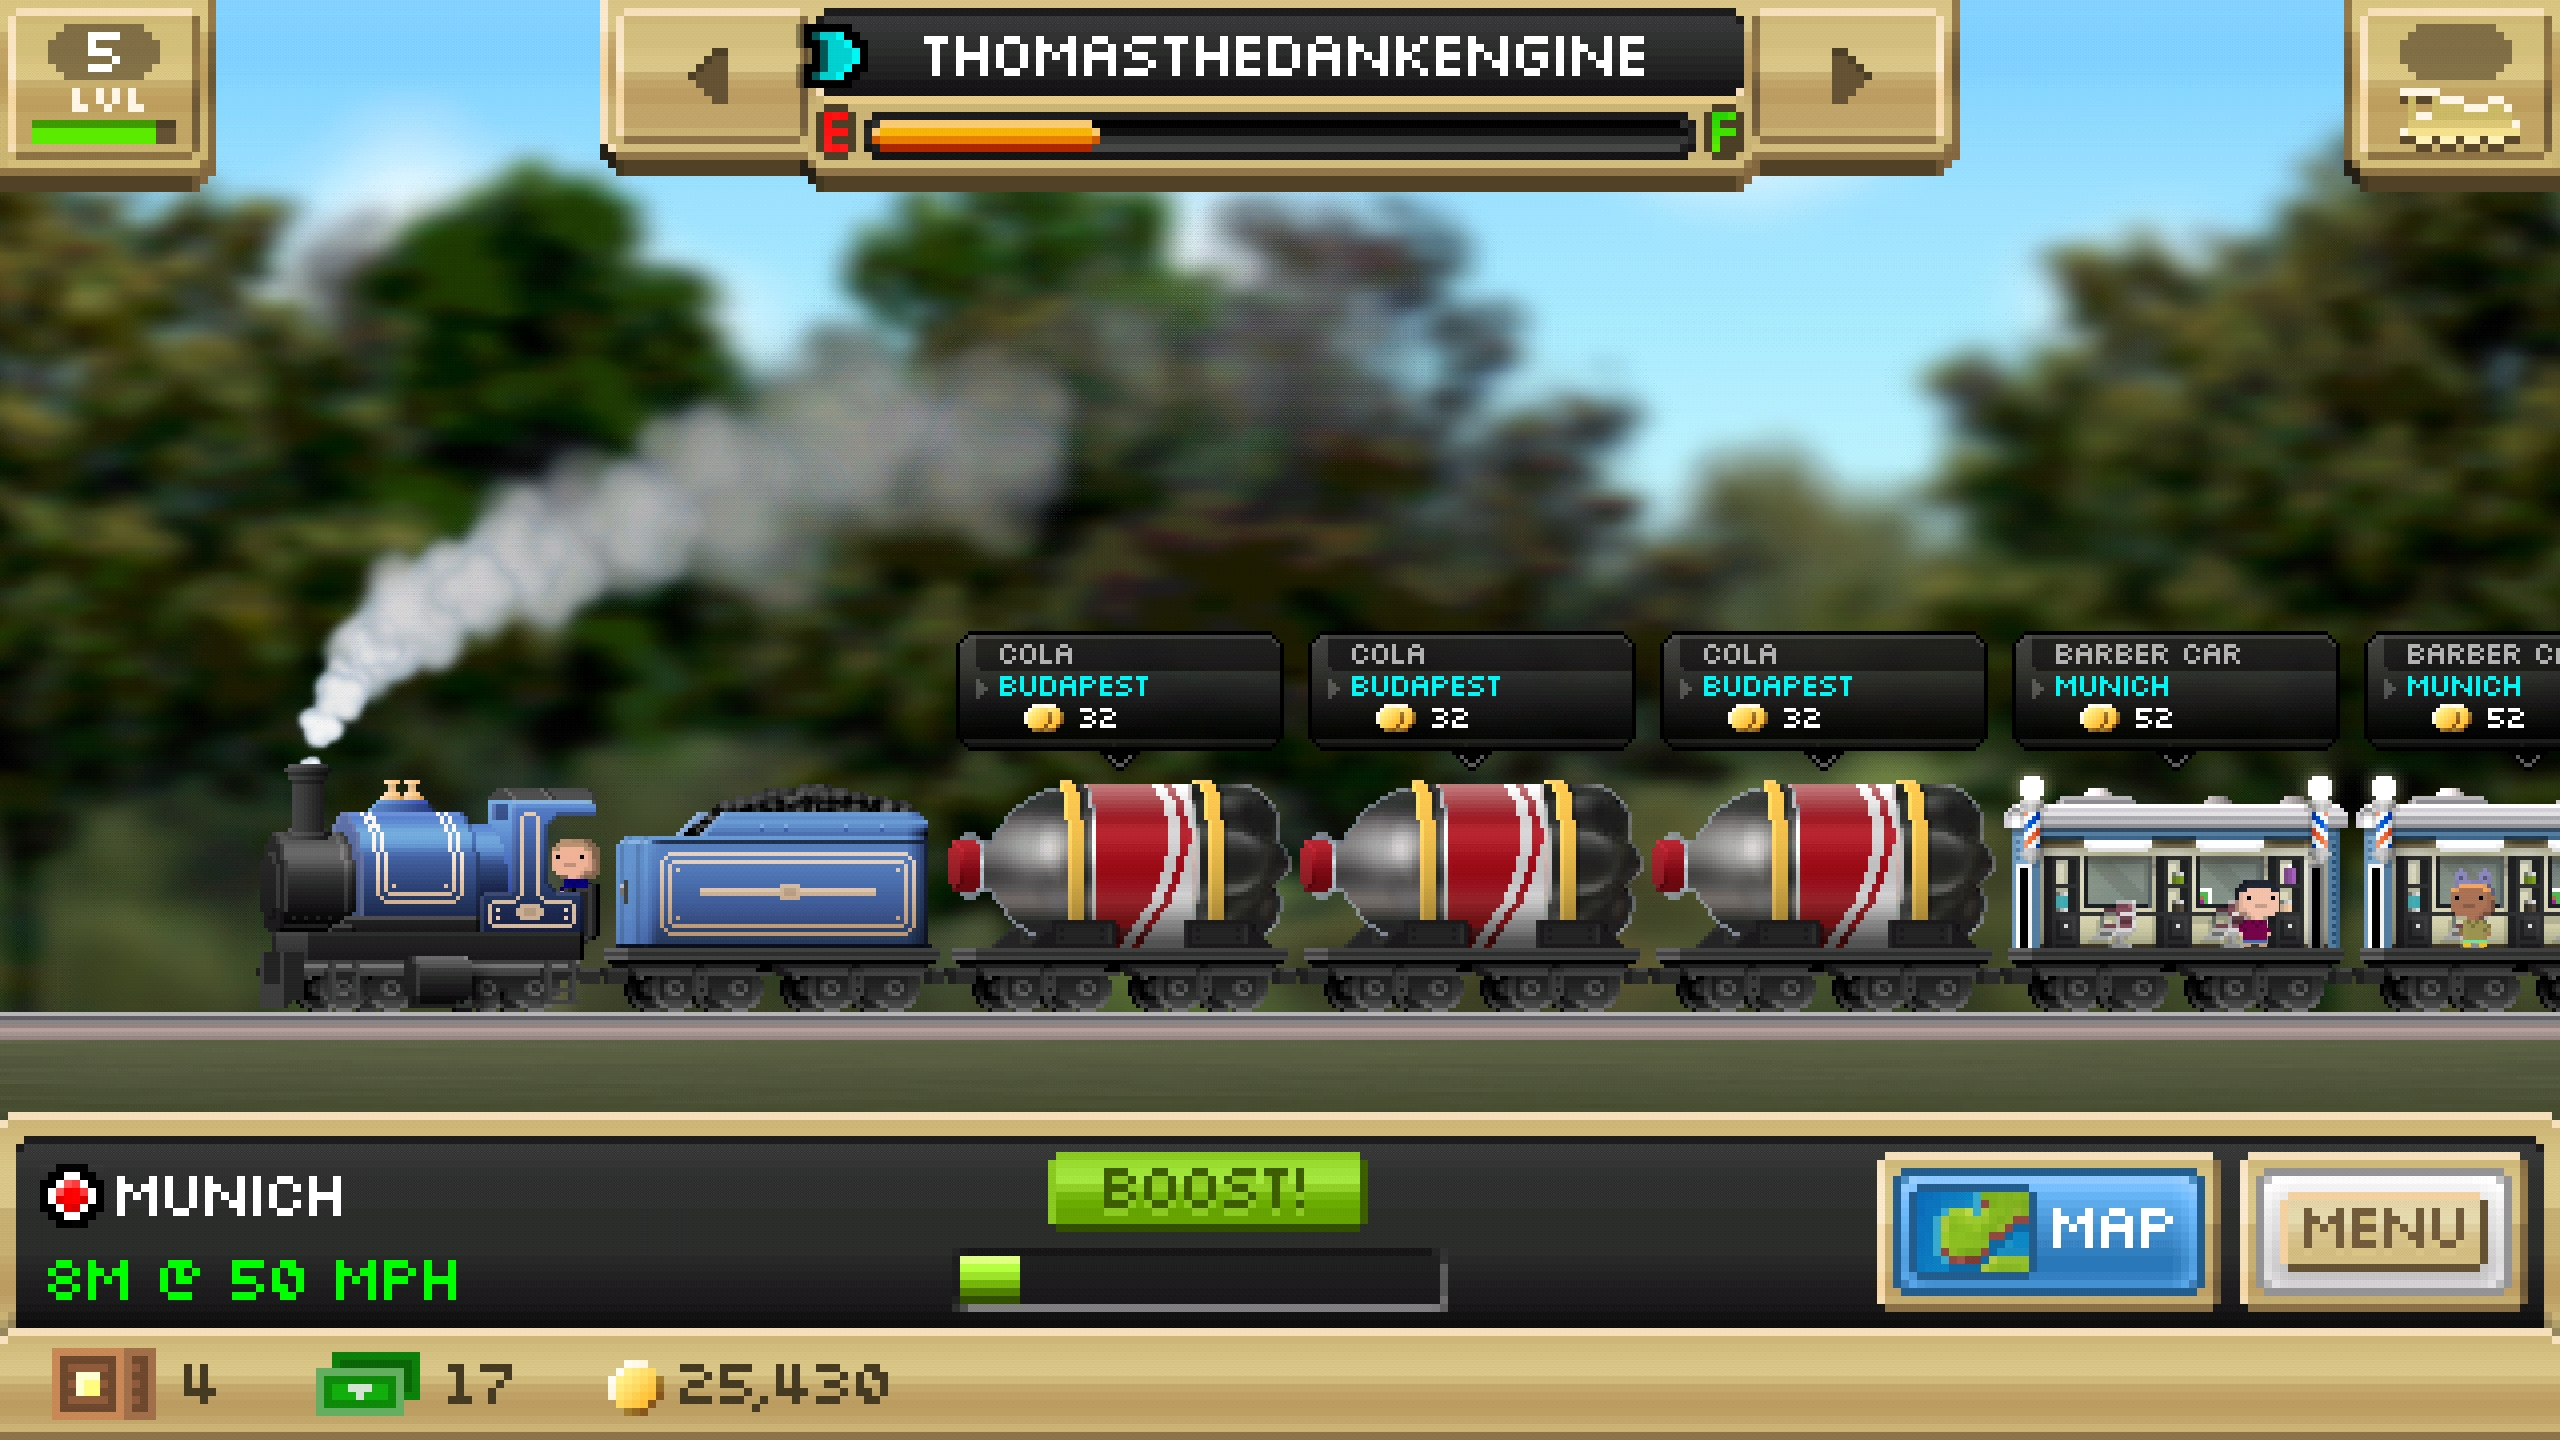 5
LVL
THOMASTHEDANKENGINE
E F
COLA
BUDAPEST
32
COLA
BUDAPEST
32
COLA
BUDAPEST
32
BARBER CAR
MUNICH
52
BARBER
MUNICH
52
MUNICH
8M @ 50 MPH
BOOST!
MAP
MENU
4 17 25,430